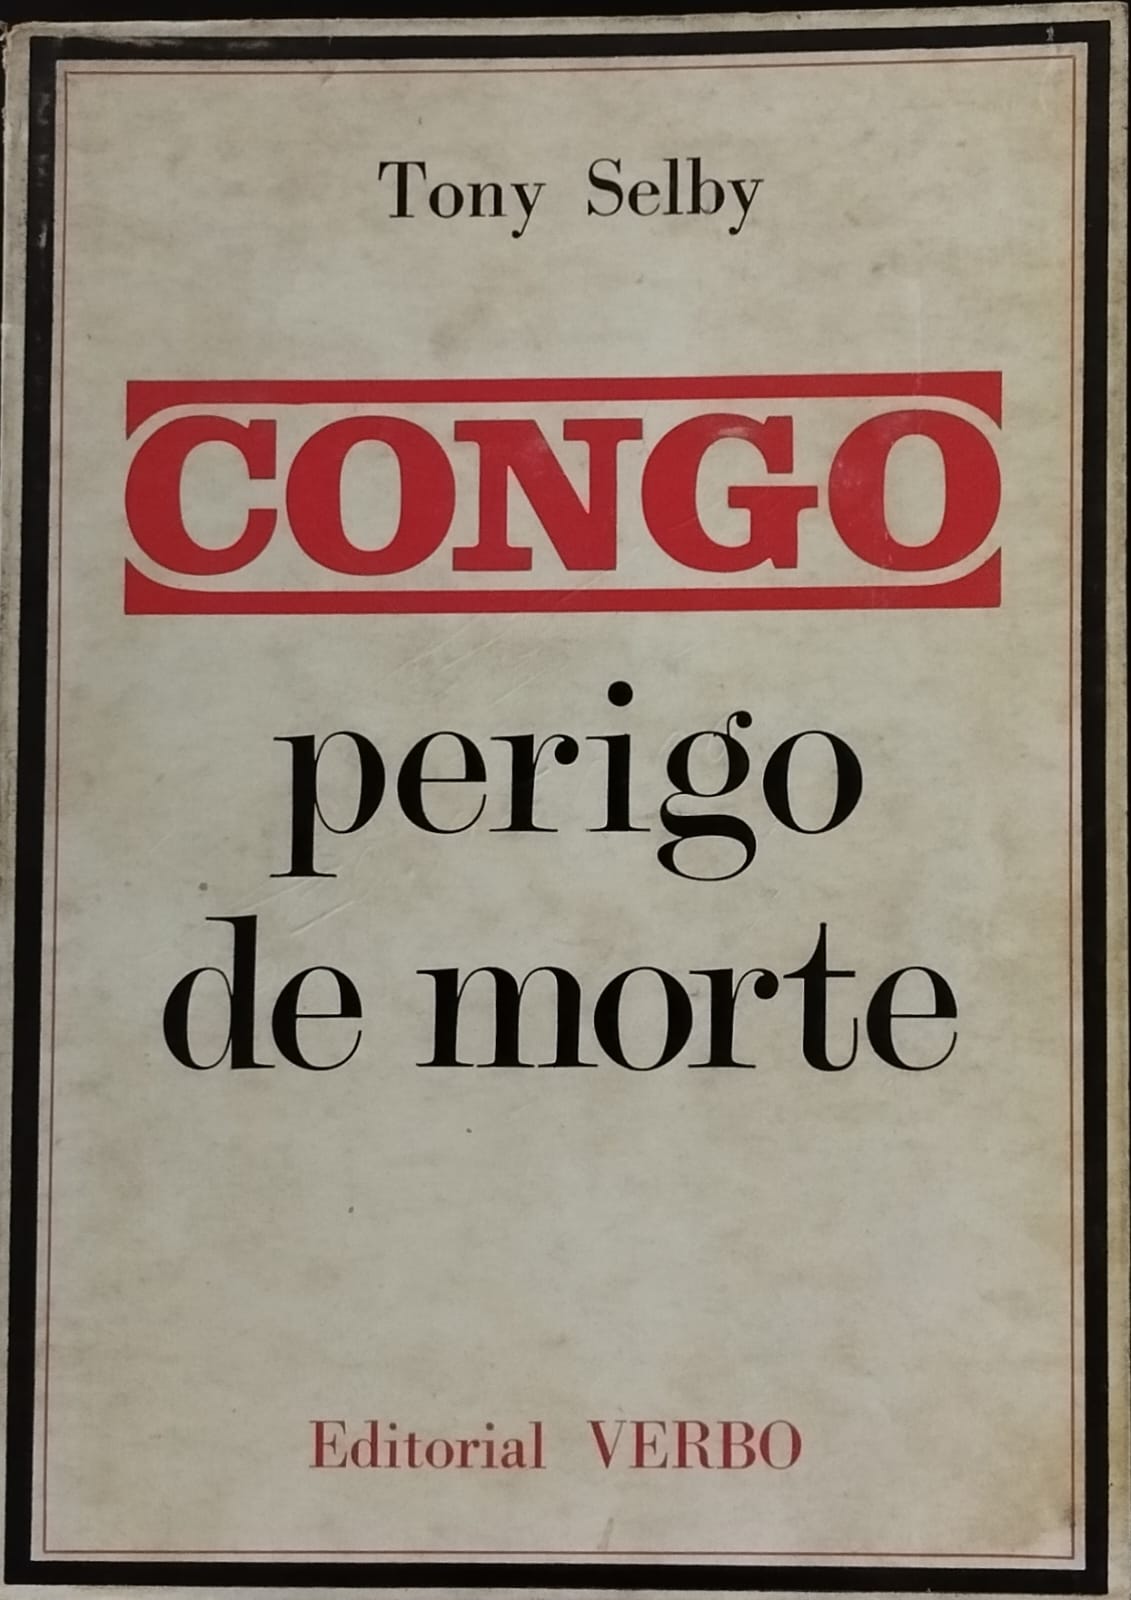 Tony Selby
CONGO
perigo
de morte
Editorial VERBO